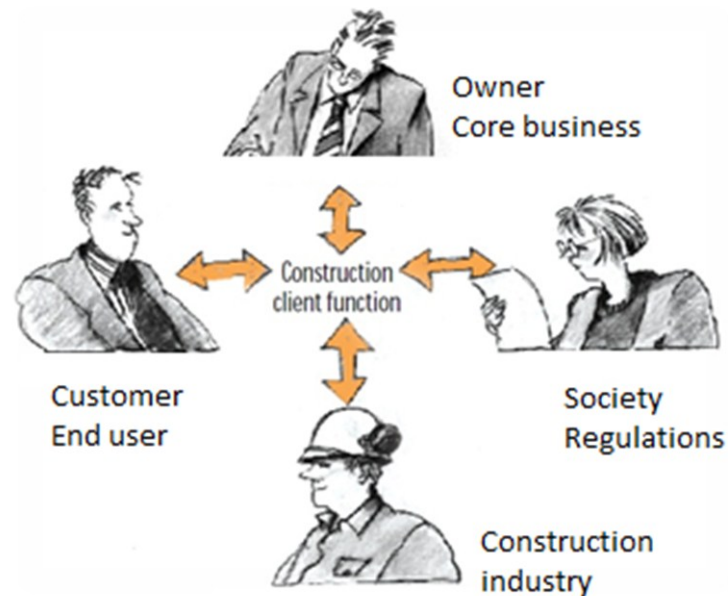 Owner
Core business
Construction
client function
Customer
End user
Society
Regulations
Construction
industry